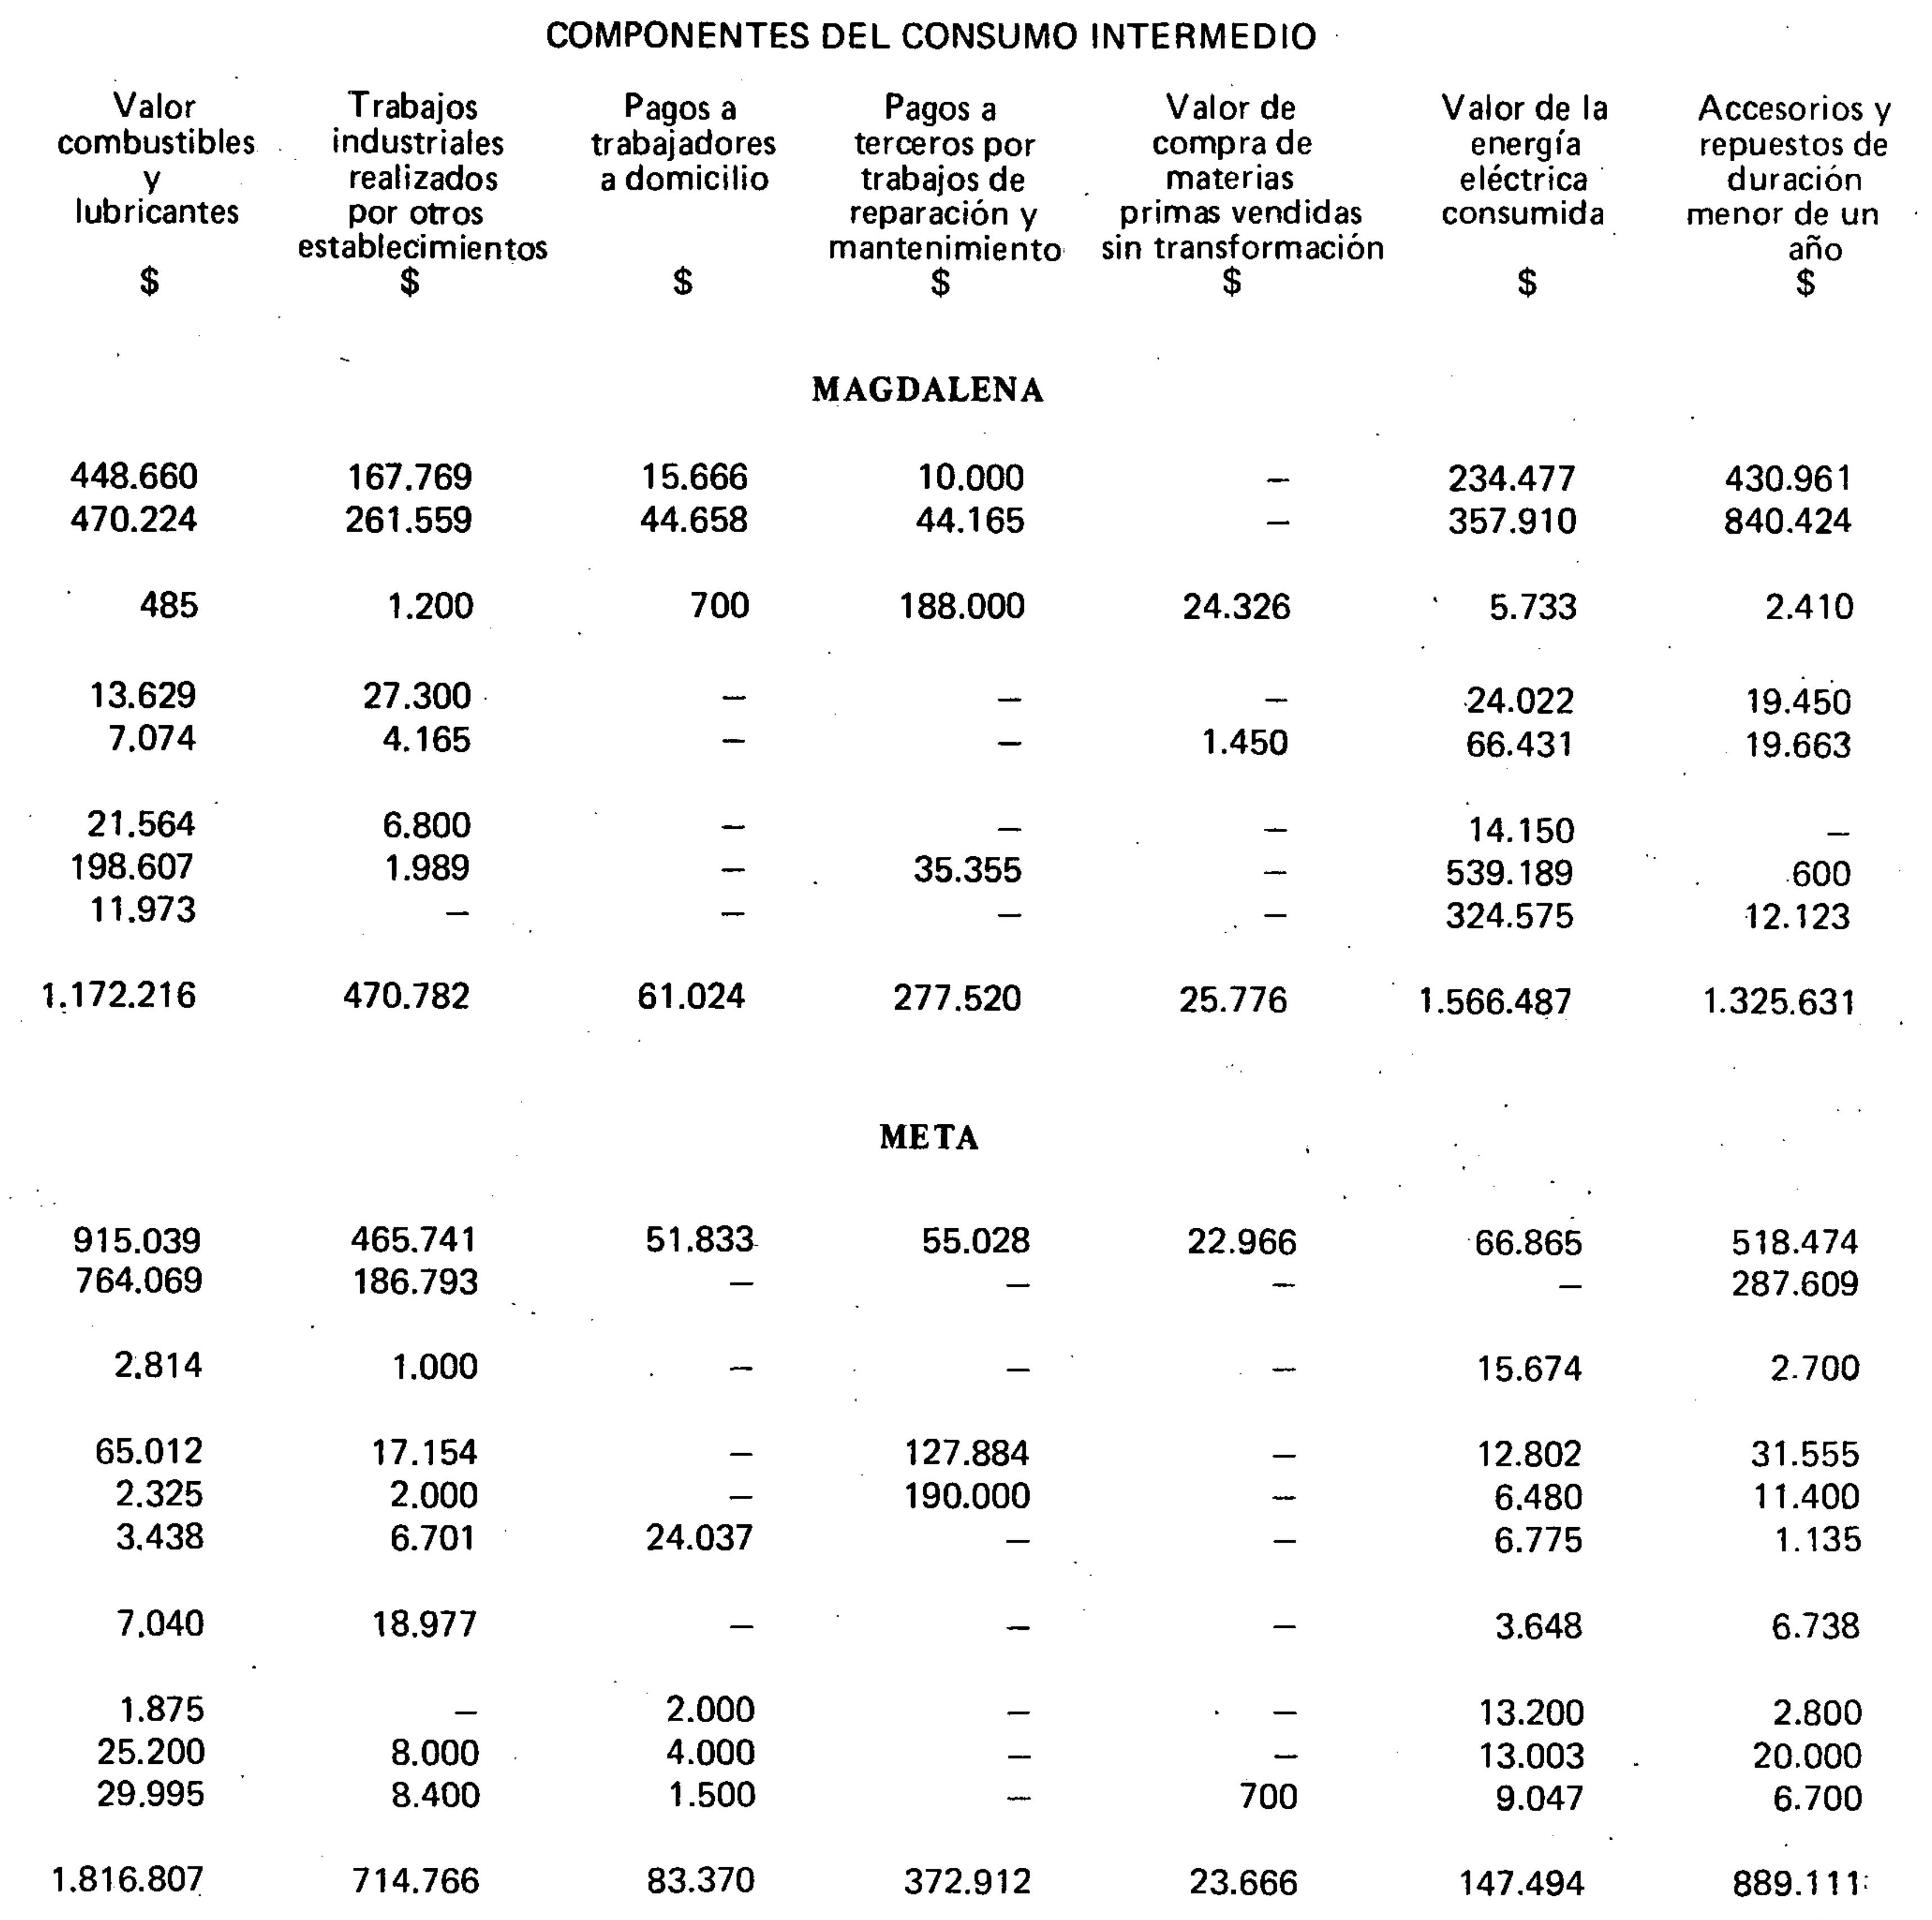 COMPONENTES DEL CONSUMO INTERMEDIO
Valor combustibles y lubricantes $
Trabajos industriales realizados por otros establecimientos $
Pagos a trabajadores a domicilio $
Pagos a terceros por trabajos de reparación y mantenimiento $
Valor de compra de materias primas vendidas sin transformación $
Valor de la energía eléctrica consumida $
Accesorios y repuestos de duración menor de un año $
MAGDALENA
448.660 167.769 15.666 10.000 — 234.477 430.961
470.224 261.559 44.658 44.165 — 357.910 840.424
485 1.200 700 188.000 24.326 5.733 2.410
13.629 27.300 — — — 24.022 19.450
7.074 4.165 — — 1.450 66.431 19.663
21.564 6.800 — — — 14.150 —
198.607 1.989 — 35.355 — 539.189 600
11.973 — — — — 324.575 12.123
1.172.216 470.782 61.024 277.520 25.776 1.566.487 1.325.631
META
915.039 465.741 51.833 55.028 22.966 66.865 518.474
764.069 186.793 — — — — 287.609
2.814 1.000 — — — 15.674 2.700
65.012 17.154 — 127.884 — 12.802 31.555
2.325 2.000 — 190.000 — 6.480 11.400
3.438 6.701 24.037 — — 6.775 1.135
7.040 18.977 — — — 3.648 6.738
1.875 — 2.000 — — 13.200 2.800
25.200 8.000 4.000 — — 13.003 20.000
29.995 8.400 1.500 — 700 9.047 6.700
1.816.807 714.766 83.370 372.912 23.666 147.494 889.111